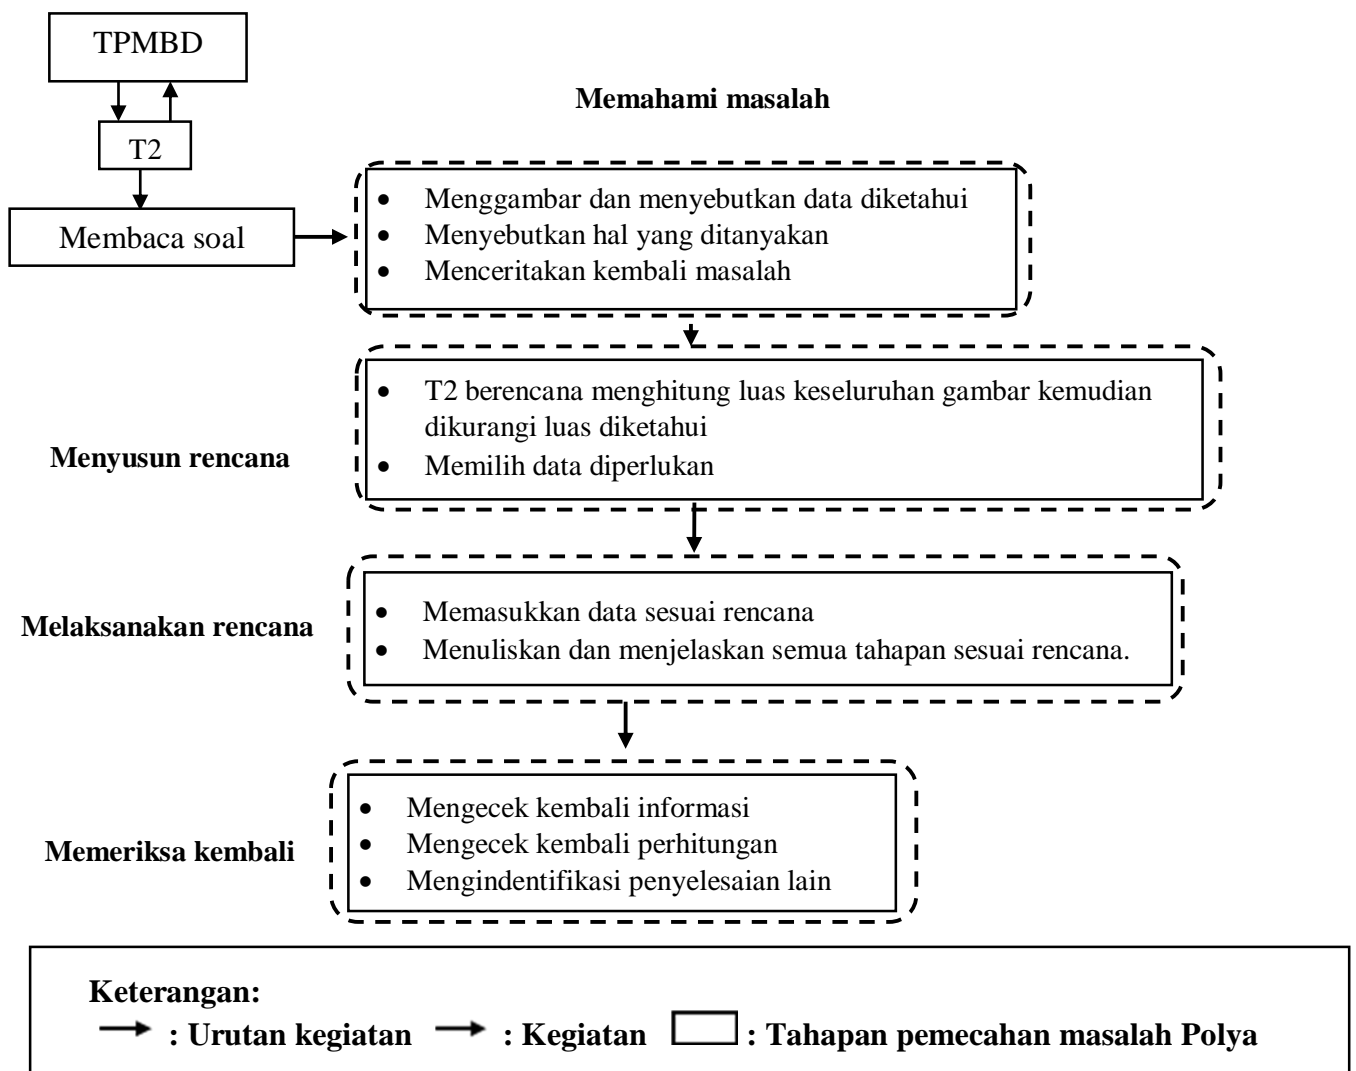 TPMBD
T2
Membaca soal
Memahami masalah
• Menggambar dan menyebutkan data diketahui
• Menyebutkan hal yang ditanyakan
• Menceritakan kembali masalah
Menyusun rencana
• T2 berencana menghitung luas keseluruhan gambar kemudian
dikurangi luas diketahui
• Memilih data diperlukan
Melaksanakan rencana
• Memasukkan data sesuai rencana
• Menuliskan dan menjelaskan semua tahapan sesuai rencana.
Memeriksa kembali
• Mengecek kembali informasi
• Mengecek kembali perhitungan
• Mengindentifikasi penyelesaian lain
Keterangan:
: Urutan kegiatan : Kegiatan : Tahapan pemecahan masalah Polya